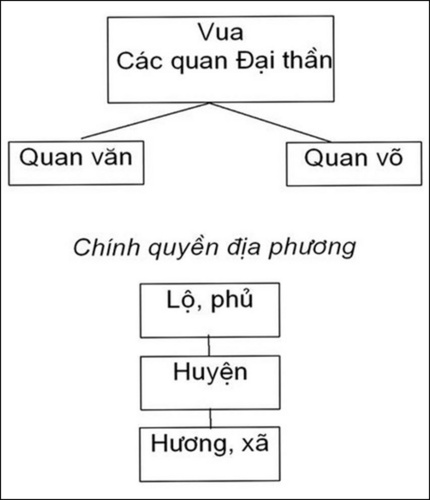 Vua
Các quan Đại thần
Quan văn
Quan võ
Chính quyền địa phương
Lộ, phủ
Huyện
Hương, xã